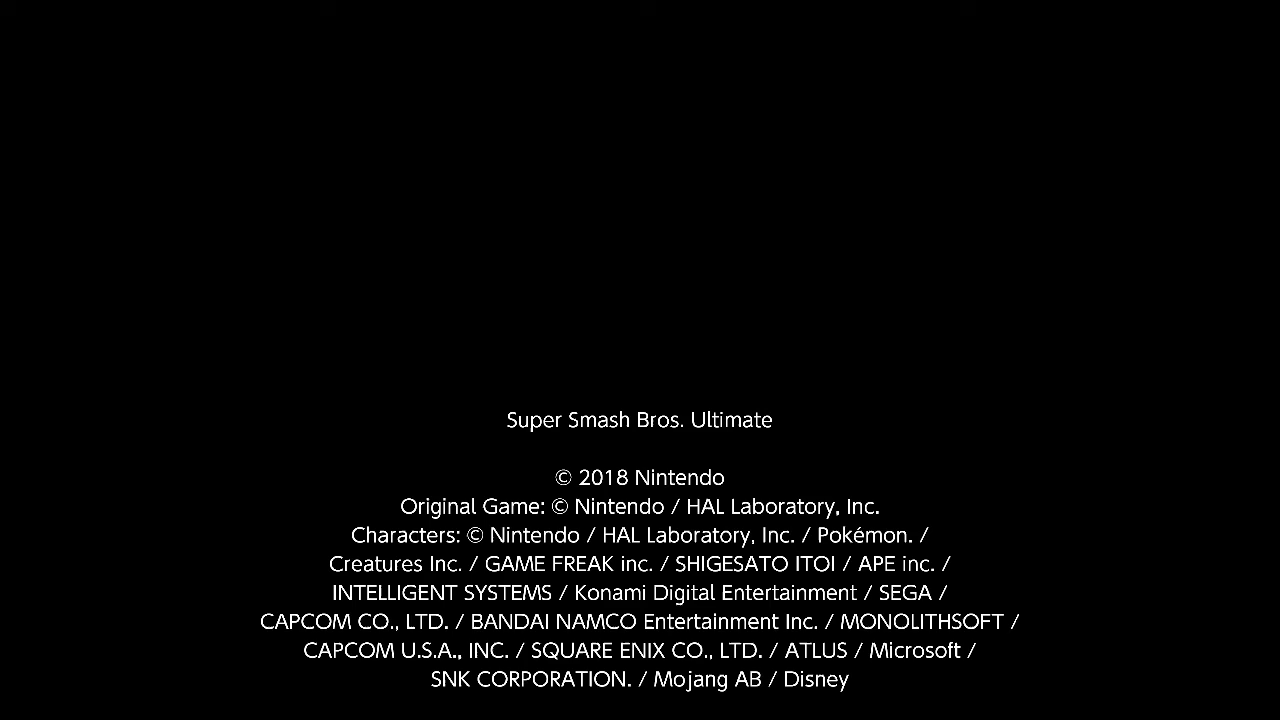 Super Smash Bros. Ultimate
© 2018 Nintendo
Original Game: © Nintendo / HAL Laboratory, Inc.
Characters: © Nintendo / HAL Laboratory, Inc. / Pokémon. /
Creatures Inc. / GAME FREAK inc. / SHIGESATO ITOI / APE inc. /
INTELLIGENT SYSTEMS / Konami Digital Entertainment / SEGA /
CAPCOM CO., LTD. / BANDAI NAMCO Entertainment Inc. / MONOLITHSOFT /
CAPCOM U.S.A., INC. / SQUARE ENIX CO., LTD. / ATLUS / Microsoft /
SNK CORPORATION. / Mojang AB / Disney